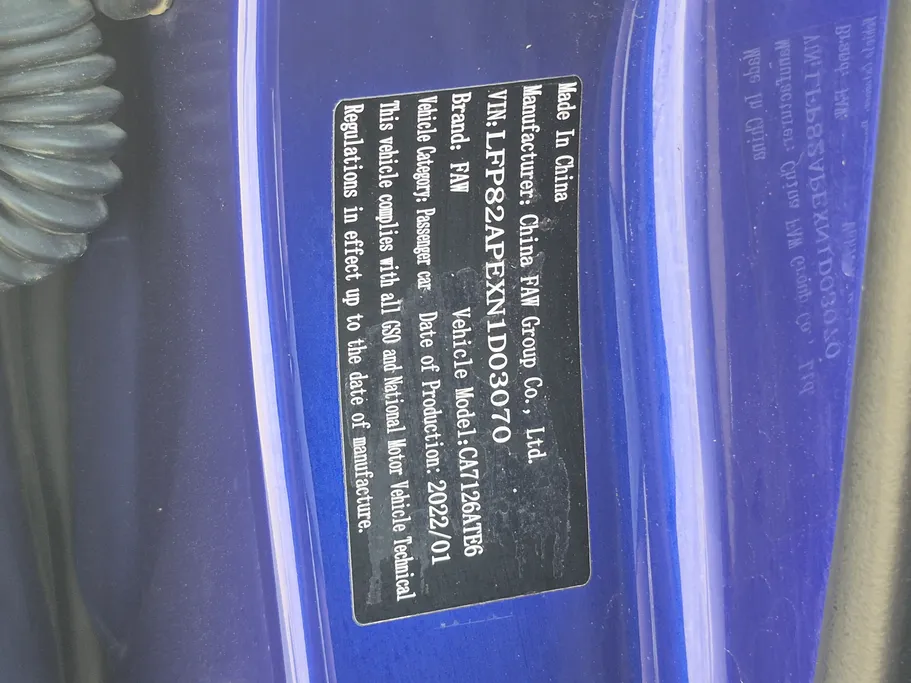 Made In China
Manufacturer: China FAW Group Co., Ltd.
VIN:LFP82APEXN1D03070
Brand: FAW Vehicle Model:CA7126ATE6
Vehicle Category: Passenger car Date of Production: 2022/01
This vehicle complies with all GSO and National Motor Vehicle Technical
Regulations in effect up to the date of manufacture.